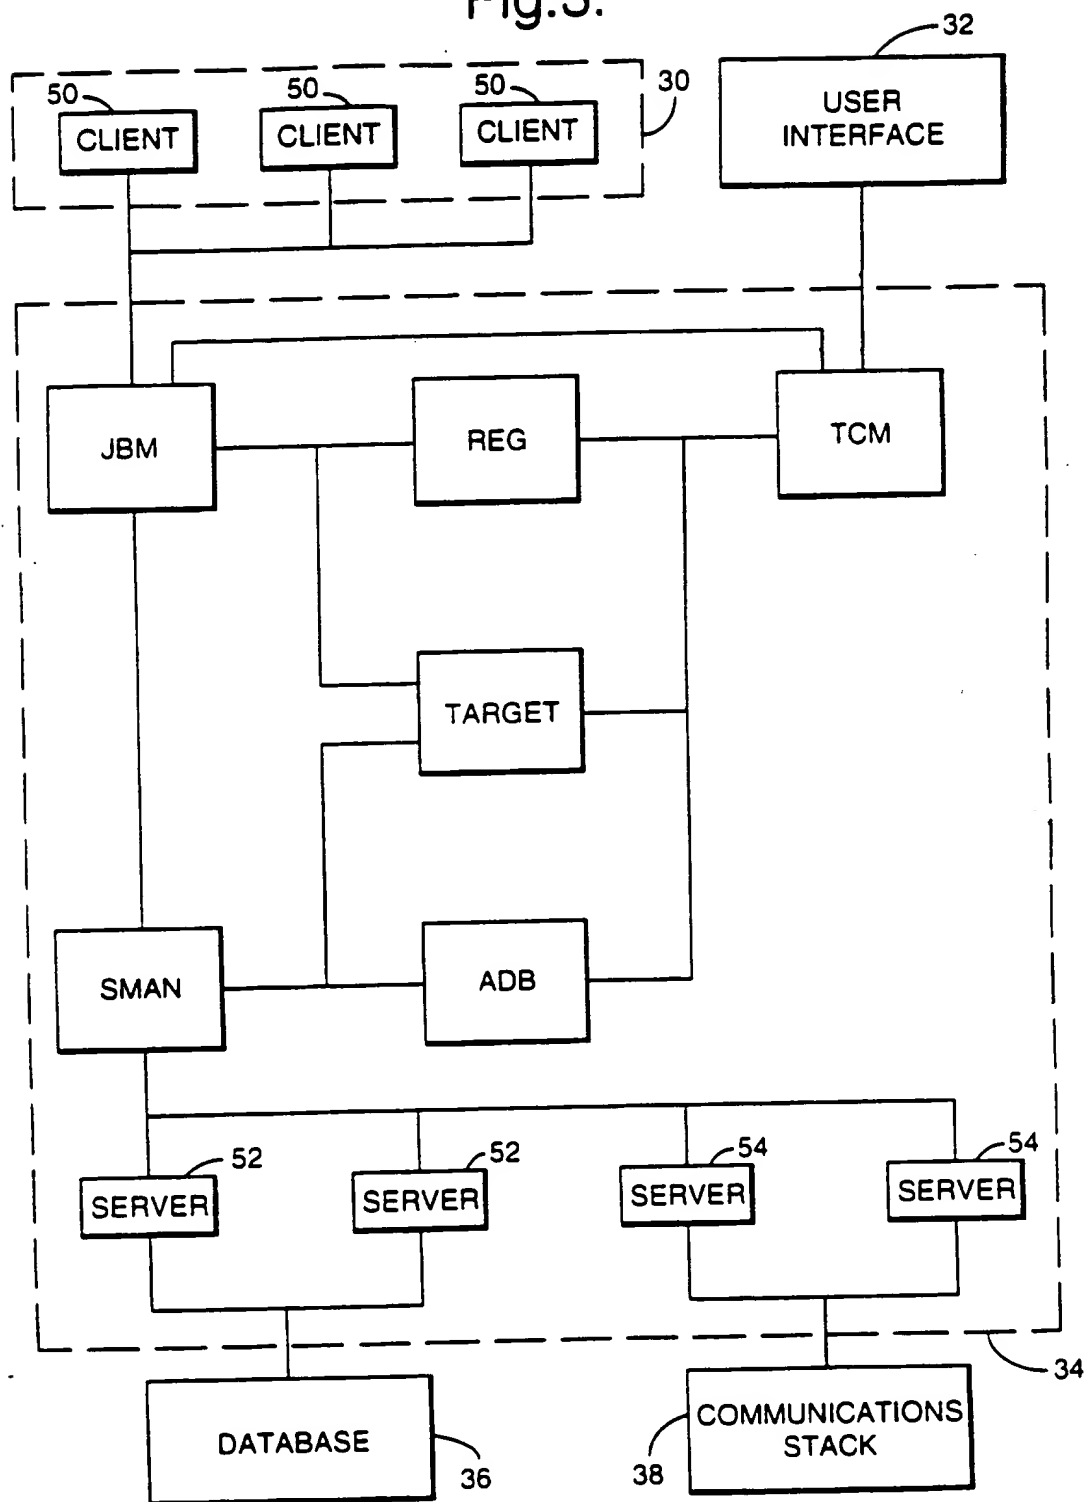 Fig.3.
32
50
50
50
30
CLIENT
CLIENT
CLIENT
USER
INTERFACE
JBM
REG
TCM
TARGET
SMAN
ADB
52
52
54
54
SERVER
SERVER
SERVER
SERVER
34
DATABASE
36
38
COMMUNICATIONS
STACK